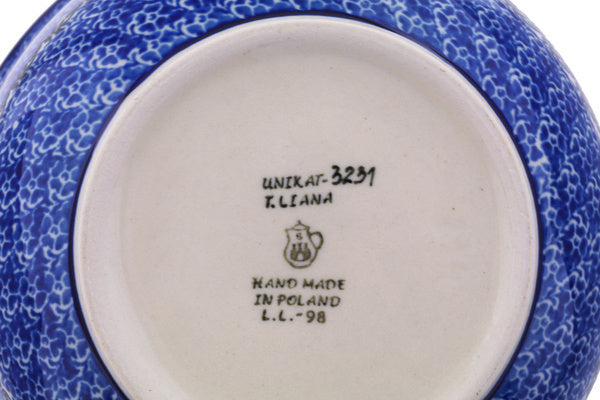 UNIKAT-3231
T.LIANA
S
HAND MADE
IN POLAND
L.L.-98